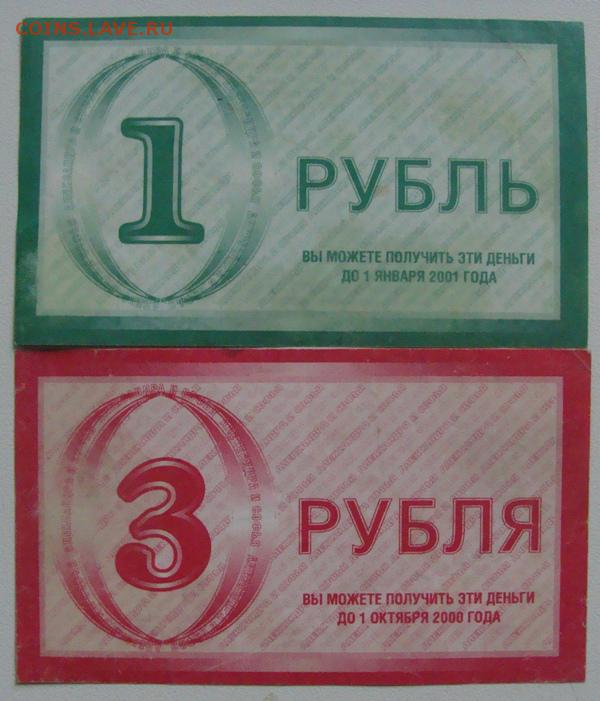 COINS.LAVE.RU
1
РУБЛЬ
ВЫ МОЖЕТЕ ПОЛУЧИТЬ ЭТИ ДЕНЬГИ
ДО 1 ЯНВАРЯ 2001 ГОДА
3
РУБЛЯ
ВЫ МОЖЕТЕ ПОЛУЧИТЬ ЭТИ ДЕНЬГИ
ДО 1 ОКТЯБРЯ 2000 ГОДА